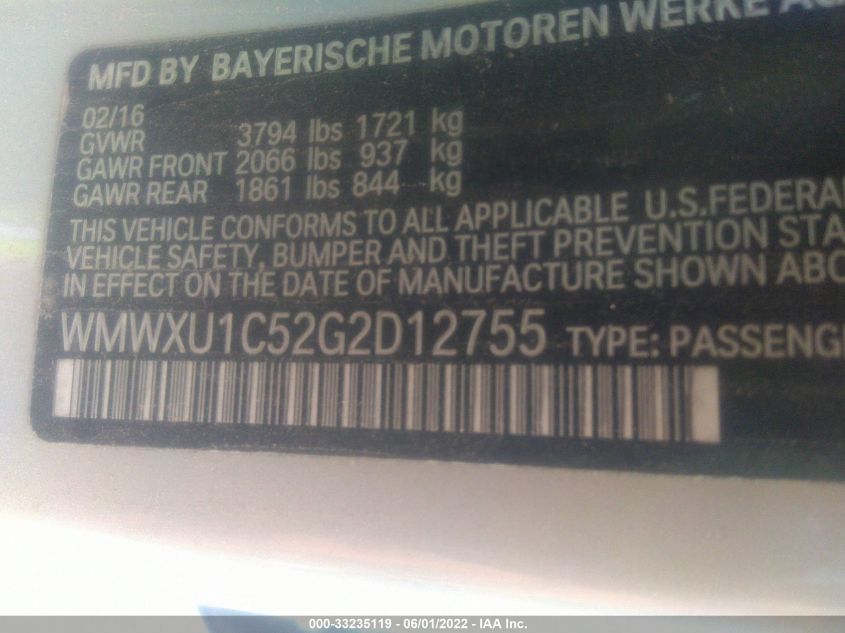 MFD BY BAYERISCHE MOTOREN WERKE AG
02/16
GVWR 3794 lbs 1721 kg
GAWR FRONT 2066 lbs 937 kg
GAWR REAR 1861 lbs 844 kg
THIS VEHICLE CONFORMS TO ALL APPLICABLE U.S.FEDERA
VEHICLE SAFETY, BUMPER AND THEFT PREVENTION STA
IN EFFECT ON THE DATE OF MANUFACTURE SHOWN ABO
WMWXU1C52G2D12755 TYPE: PASSENG
000-33235119 - 06/01/2022 - IAA Inc.